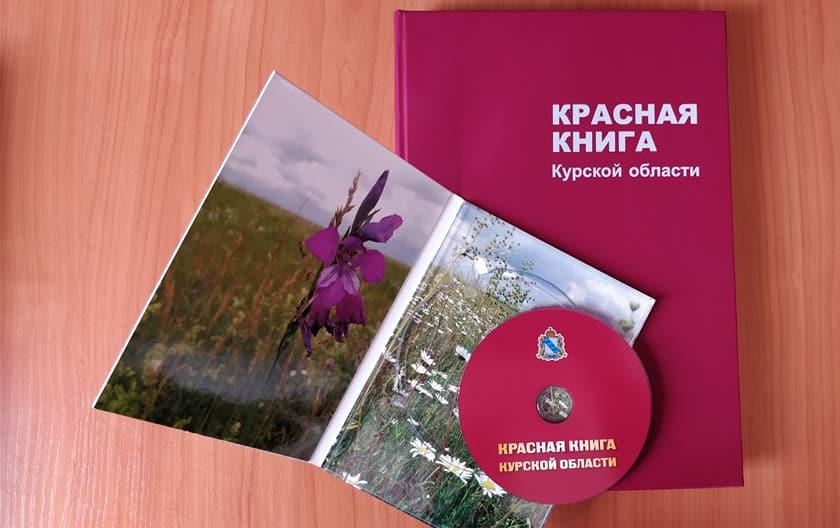 КРАСНАЯ
КНИГА
Курской области
КРАСНАЯ КНИГА
КУРСКОЙ ОБЛАСТИ